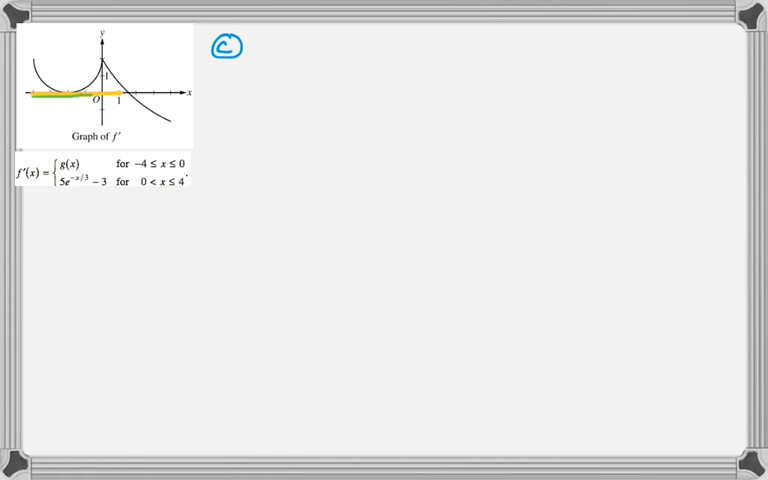 y
C
1
O 1 x
Graph of f′
f′(x) = { g(x) for −4 ≤ x ≤ 0
5e^{−x/3} − 3 for 0 < x ≤ 4 .